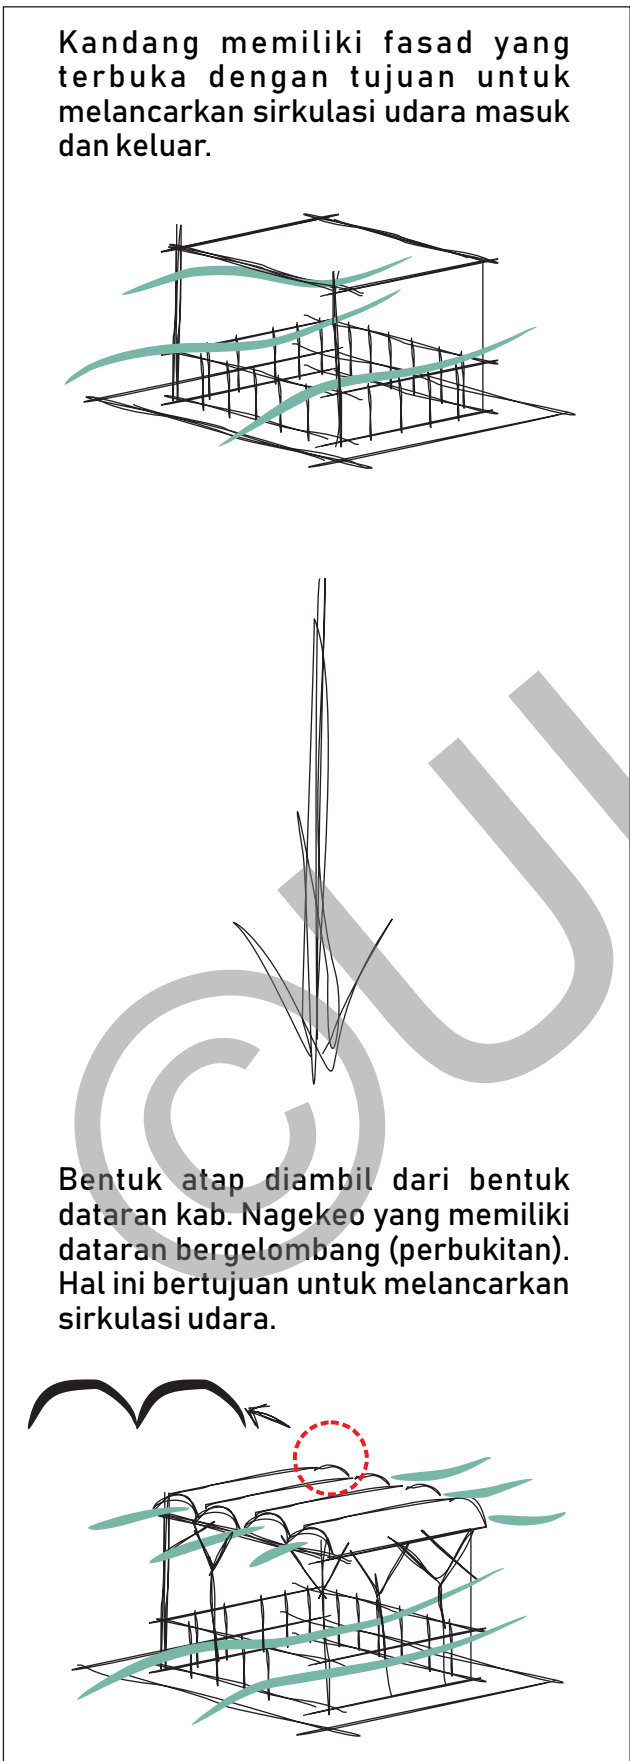 Kandang memiliki fasad yang
terbuka dengan tujuan untuk
melancarkan sirkulasi udara masuk
dan keluar.
Bentuk atap diambil dari bentuk
dataran kab. Nagekeo yang memiliki
dataran bergelombang (perbukitan).
Hal ini bertujuan untuk melancarkan
sirkulasi udara.